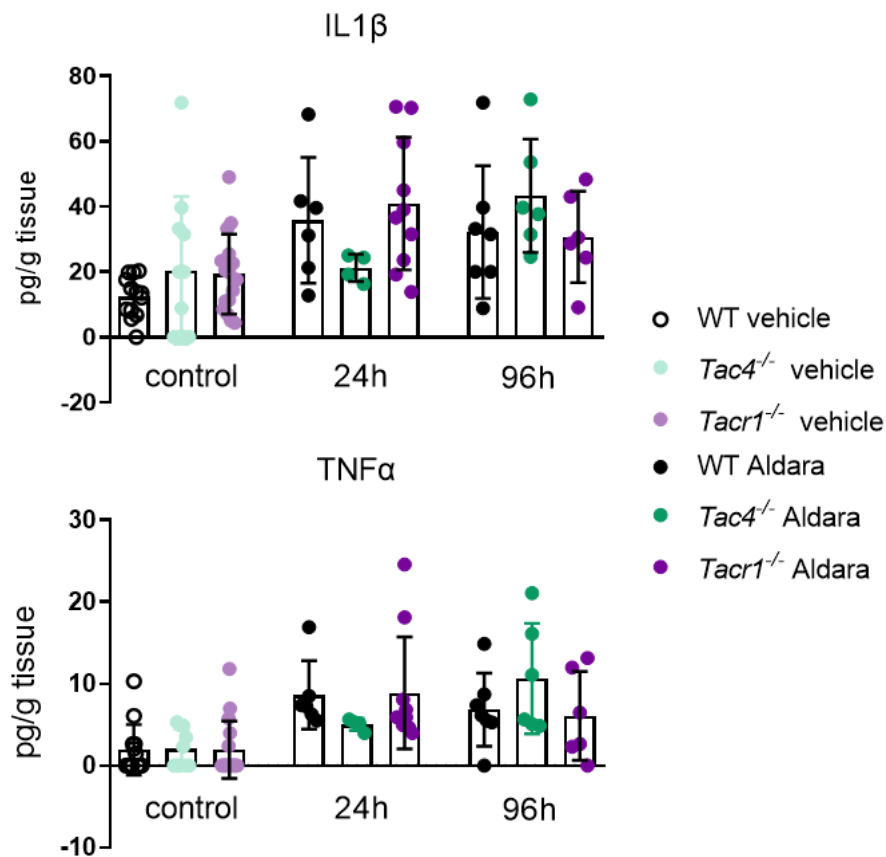 IL1β
80
60
40
20
0
-20
pg/g tissue
control
24h
96h
TNFα
30
20
10
0
-10
pg/g tissue
control
24h
96h
WT vehicle
Tac4-/- vehicle
Tacr1-/- vehicle
WT Aldara
Tac4-/- Aldara
Tacr1-/- Aldara